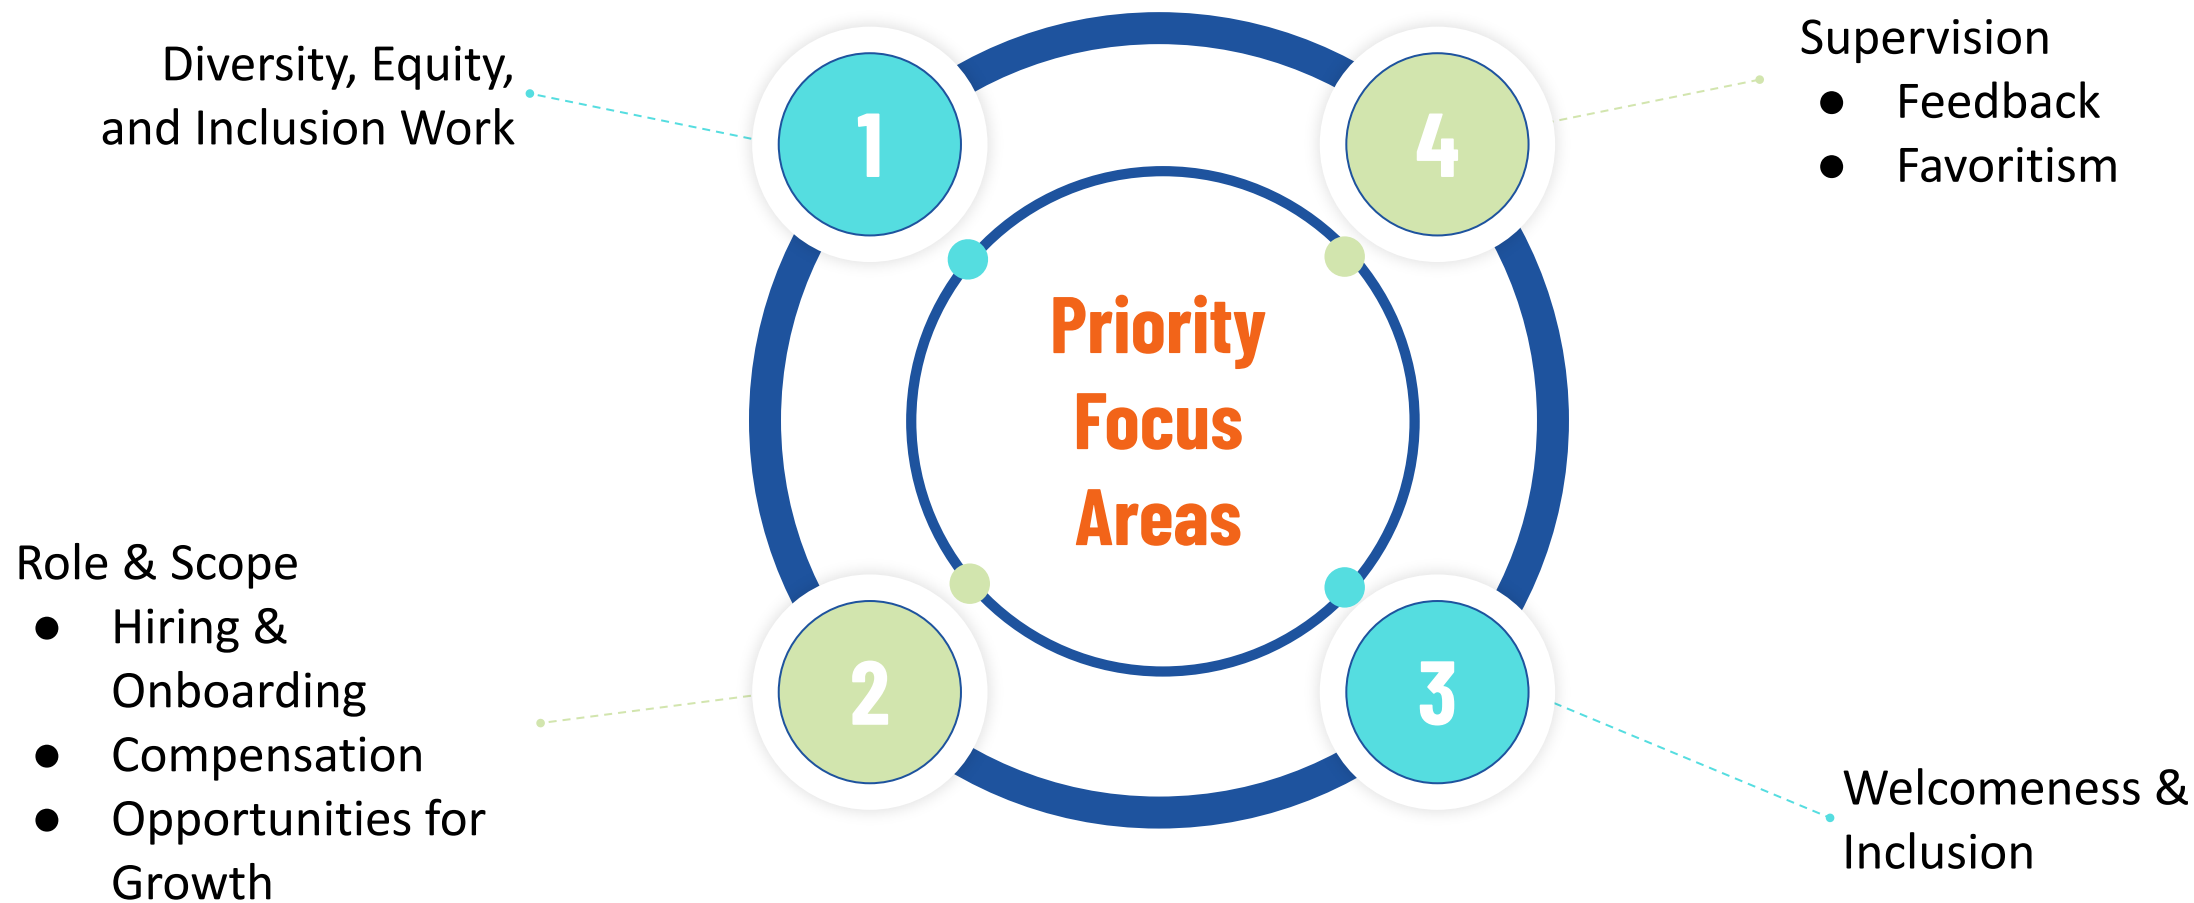 Diversity, Equity,
and Inclusion Work
1
4
Supervision
● Feedback
● Favoritism
Priority
Focus
Areas
Role & Scope
● Hiring &
Onboarding
● Compensation
● Opportunities for
Growth
2
3
Welcomeness &
Inclusion